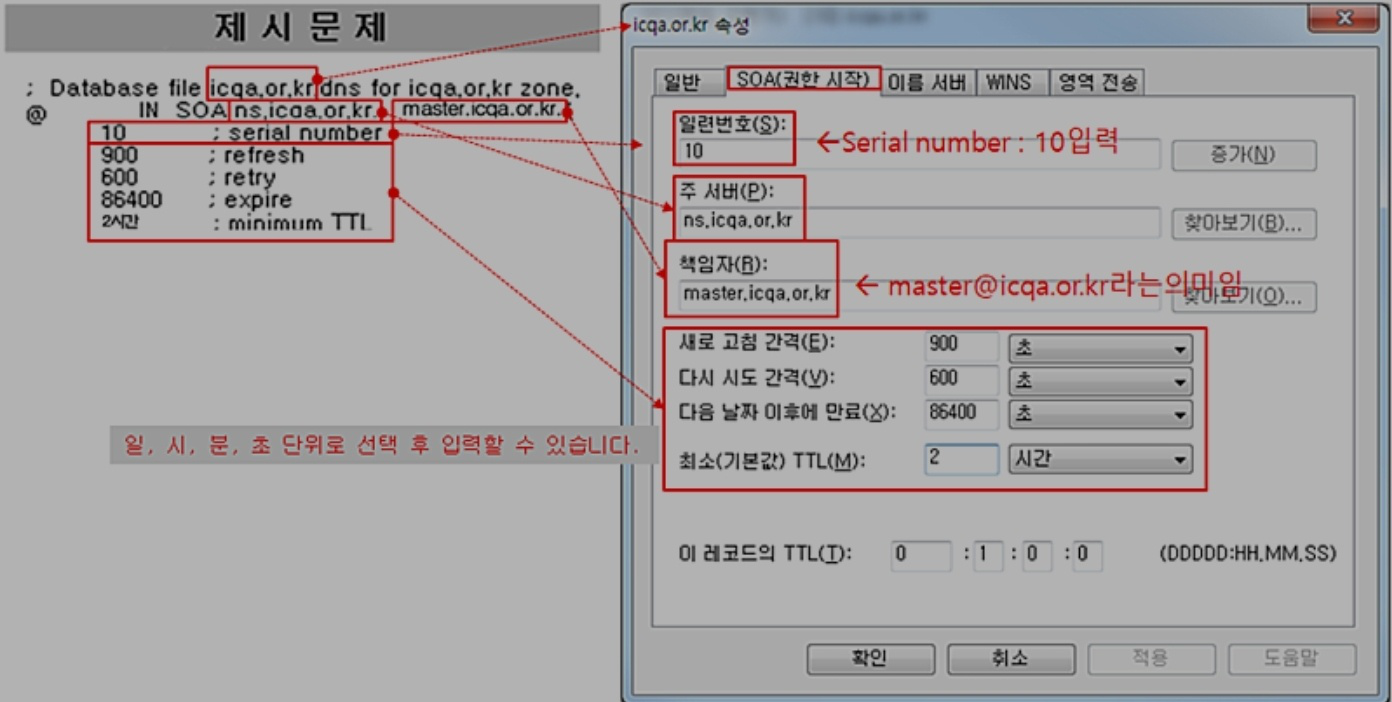 제 시 문 제
; Database file icqa.or.kr dns for icqa.or.kr zone.
@ IN SOA ns.icqa.or.kr. master.icqa.or.kr.
10 ; serial number
900 ; refresh
600 ; retry
86400 ; expire
2시간 ; minimum TTL
일, 시, 분, 초 단위로 선택 후 입력할 수 있습니다.
icqa.or.kr 속성
일반 SOA(권한 시작) 이름 서버 WINS 영역 전송
일련번호(S):
10 증가(N)
←Serial number : 10입력
주 서버(P):
ns.icqa.or.kr 찾아보기(B)...
책임자(R):
master.icqa.or.kr 찾아보기(O)...
← master@icqa.or.kr라는의미임
새로 고침 간격(E): 900 초
다시 시도 간격(V): 600 초
다음 날짜 이후에 만료(X): 86400 초
최소(기본값) TTL(M): 2 시간
이 레코드의 TTL(T): 0 :1 :0 :0 (DDDDD:HH.MM.SS)
확인 취소 적용 도움말